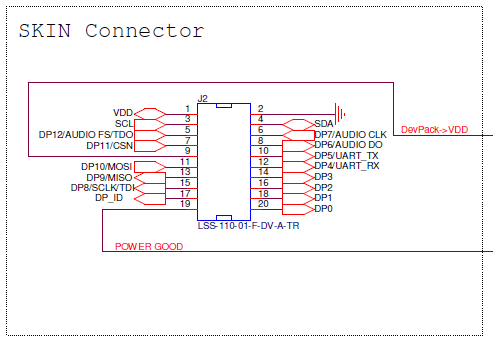 SKIN Connector
J2
VDD 1 2
SCL 3 4 SDA
DP12/AUDIO FS/TDO 5 6 DP7/AUDIO CLK
DevPack->VDD
DP11/CSN 7 8 DP6/AUDIO DO
9 10 DP5/UART_TX
DP10/MOSI 11 12 DP4/UART_RX
DP9/MISO 13 14 DP3
DP8/SCLK/TDI 15 16 DP2
DP_ID 17 18 DP1
19 20 DP0
LSS-110-01-F-DV-A-TR
POWER GOOD